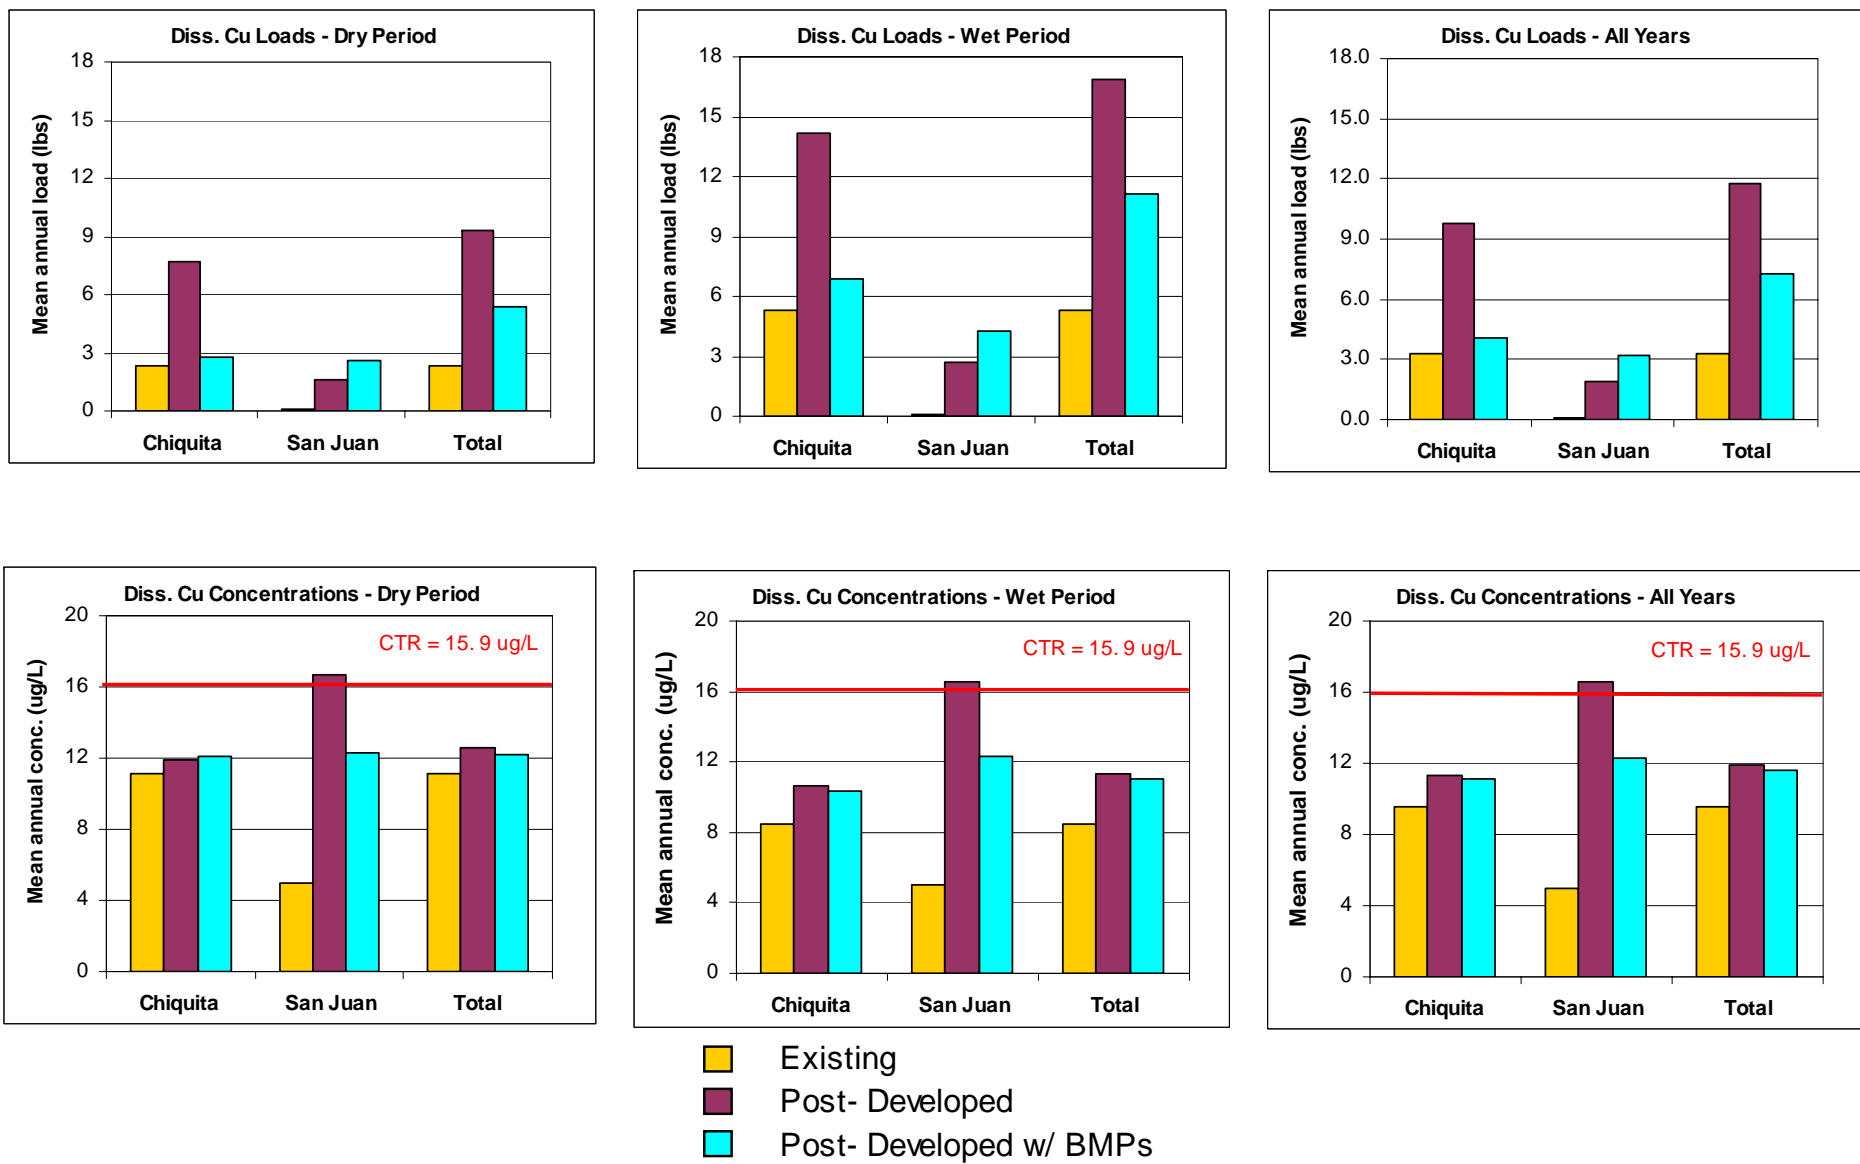 Diss. Cu Loads - Dry Period
Mean annual load (lbs)
18
15
12
9
6
3
0
Chiquita San Juan Total
Diss. Cu Loads - Wet Period
Mean annual load (lbs)
18
15
12
9
6
3
0
Chiquita San Juan Total
Diss. Cu Loads - All Years
Mean annual load (lbs)
18.0
15.0
12.0
9.0
6.0
3.0
0.0
Chiquita San Juan Total
Diss. Cu Concentrations - Dry Period
Mean annual conc. (ug/L)
20
CTR = 15. 9 ug/L
16
12
8
4
0
Chiquita San Juan Total
Diss. Cu Concentrations - Wet Period
Mean annual conc. (ug/L)
20
CTR = 15. 9 ug/L
16
12
8
4
0
Chiquita San Juan Total
Diss. Cu Concentrations - All Years
Mean annual conc. (ug/L)
20
CTR = 15. 9 ug/L
16
12
8
4
0
Chiquita San Juan Total
Existing
Post- Developed
Post- Developed w/ BMPs